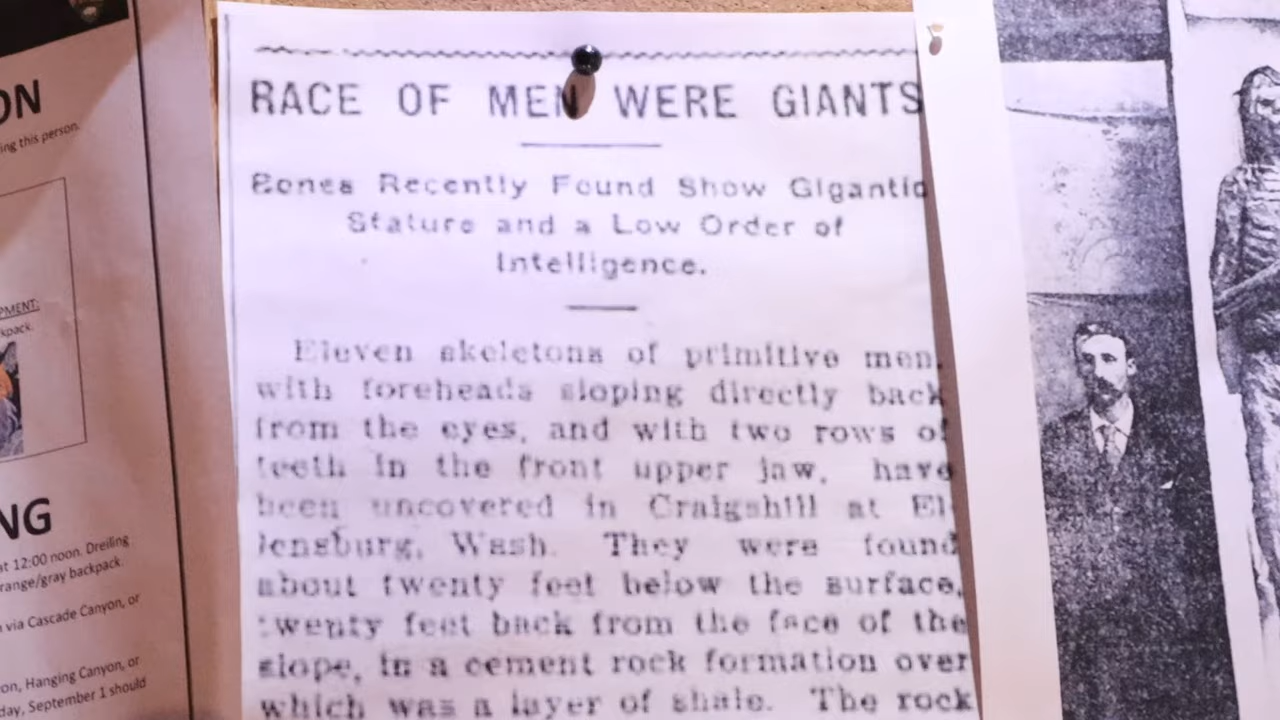 ON
ing this person.
PMENT:
kpack.
NG
at 12:00 noon. Dreiling
range/gray backpack.
via Cascade Canyon, or
on, Hanging Canyon, or
day, September 1 should
RACE OF MEN WERE GIANTS
Bones Recently Found Show Gigantic
Stature and a Low Order of
Intelligence.
Eleven skeletons of primitive men,
with foreheads sloping directly back
from the eyes, and with two rows of
teeth in the front upper jaw, have
been uncovered in Craigshill at El-
lensburg, Wash. They were found
about twenty feet below the surface,
twenty feet back from the face of the
slope, in a cement rock formation over
which was a layer of shale. The rock